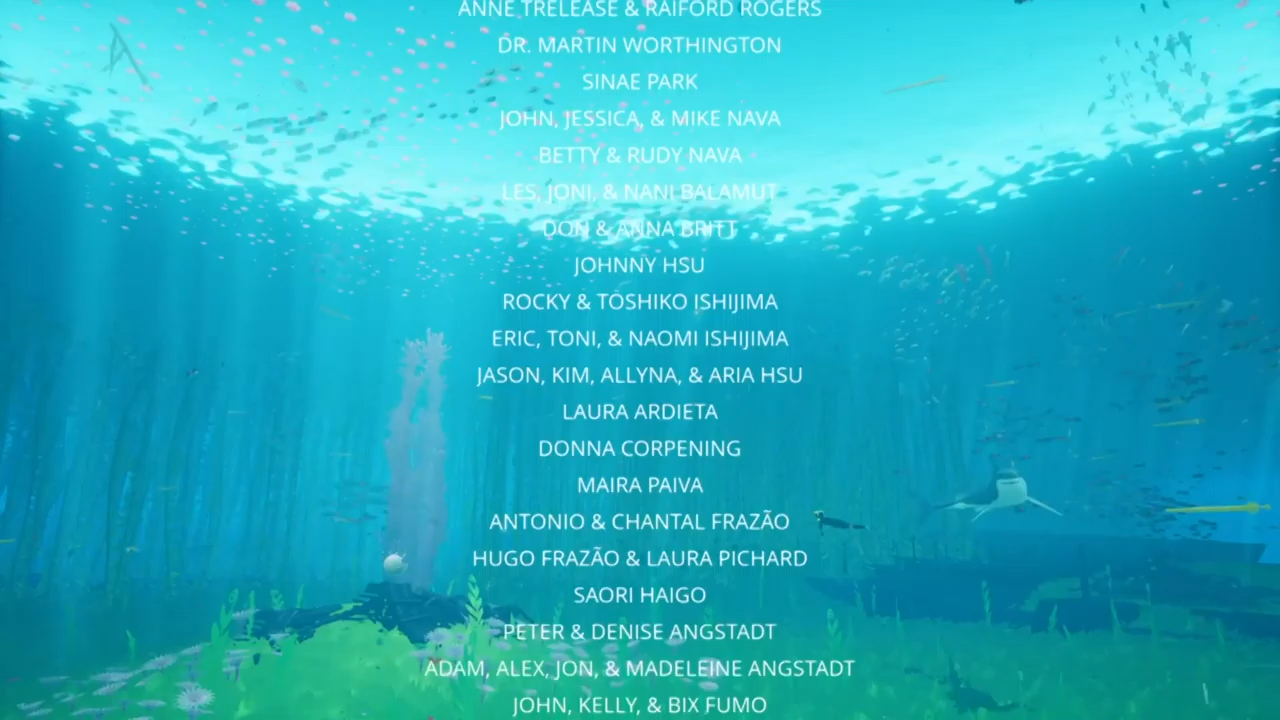 ANNE TRELEASE & RAIFORD ROGERS
DR. MARTIN WORTHINGTON
SINAE PARK
JOHN, JESSICA, & MIKE NAVA
BETTY & RUDY NAVA
LES, JONI, & NANI BALAMUT
DON & ANNA BRITT
JOHNNY HSU
ROCKY & TOSHIKO ISHIJIMA
ERIC, TONI, & NAOMI ISHIJIMA
JASON, KIM, ALLYNA, & ARIA HSU
LAURA ARDIETA
DONNA CORPENING
MAIRA PAIVA
ANTONIO & CHANTAL FRAZÃO
HUGO FRAZÃO & LAURA PICHARD
SAORI HAIGO
PETER & DENISE ANGSTADT
ADAM, ALEX, JON, & MADELEINE ANGSTADT
JOHN, KELLY, & BIX FUMO